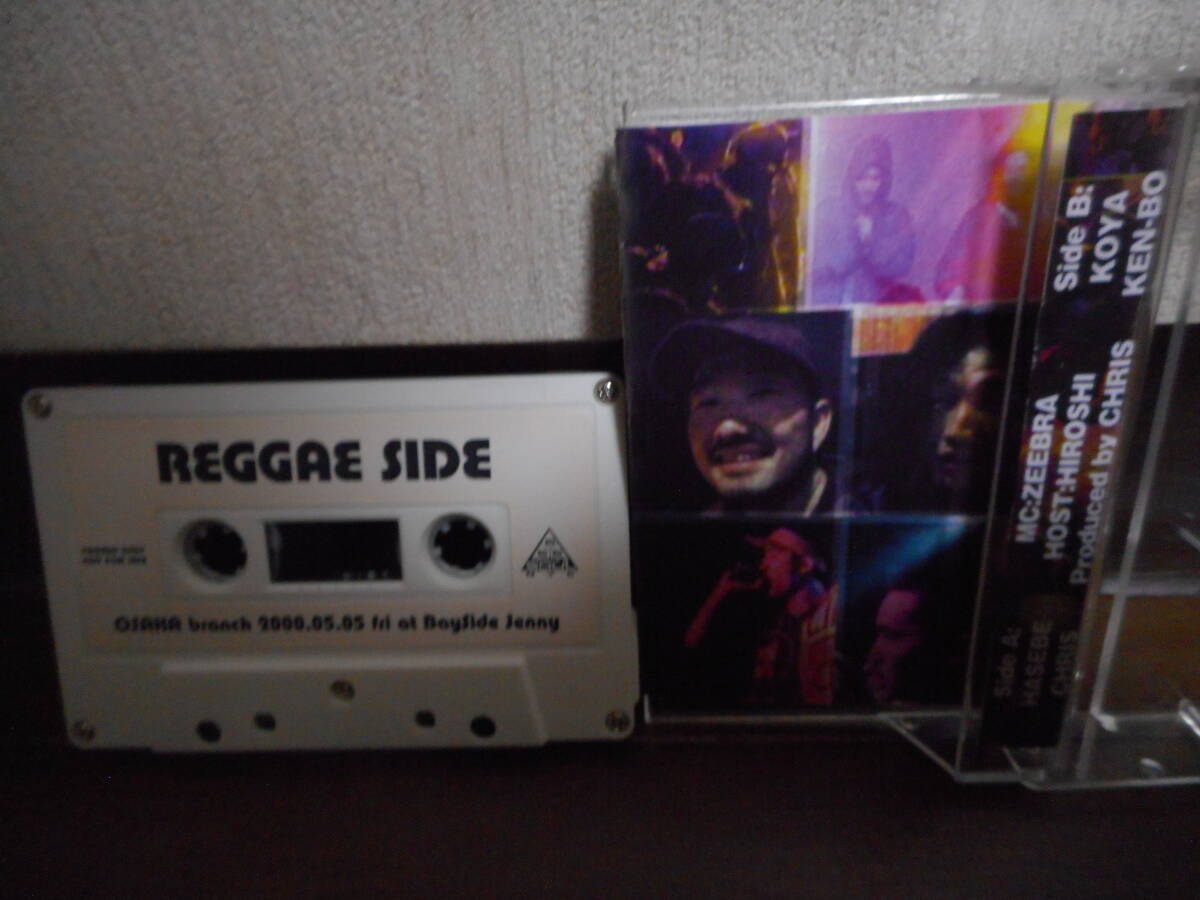 REGGAE SIDE
OSAKA branch 2000.05.05 fri at BaySide Jenny
Side A:
HASEBE
CHRIS
MC:ZEEBRA
HOST:HIROSHI
Produced by CHRIS
Side B:
KOYA
KEN-BO